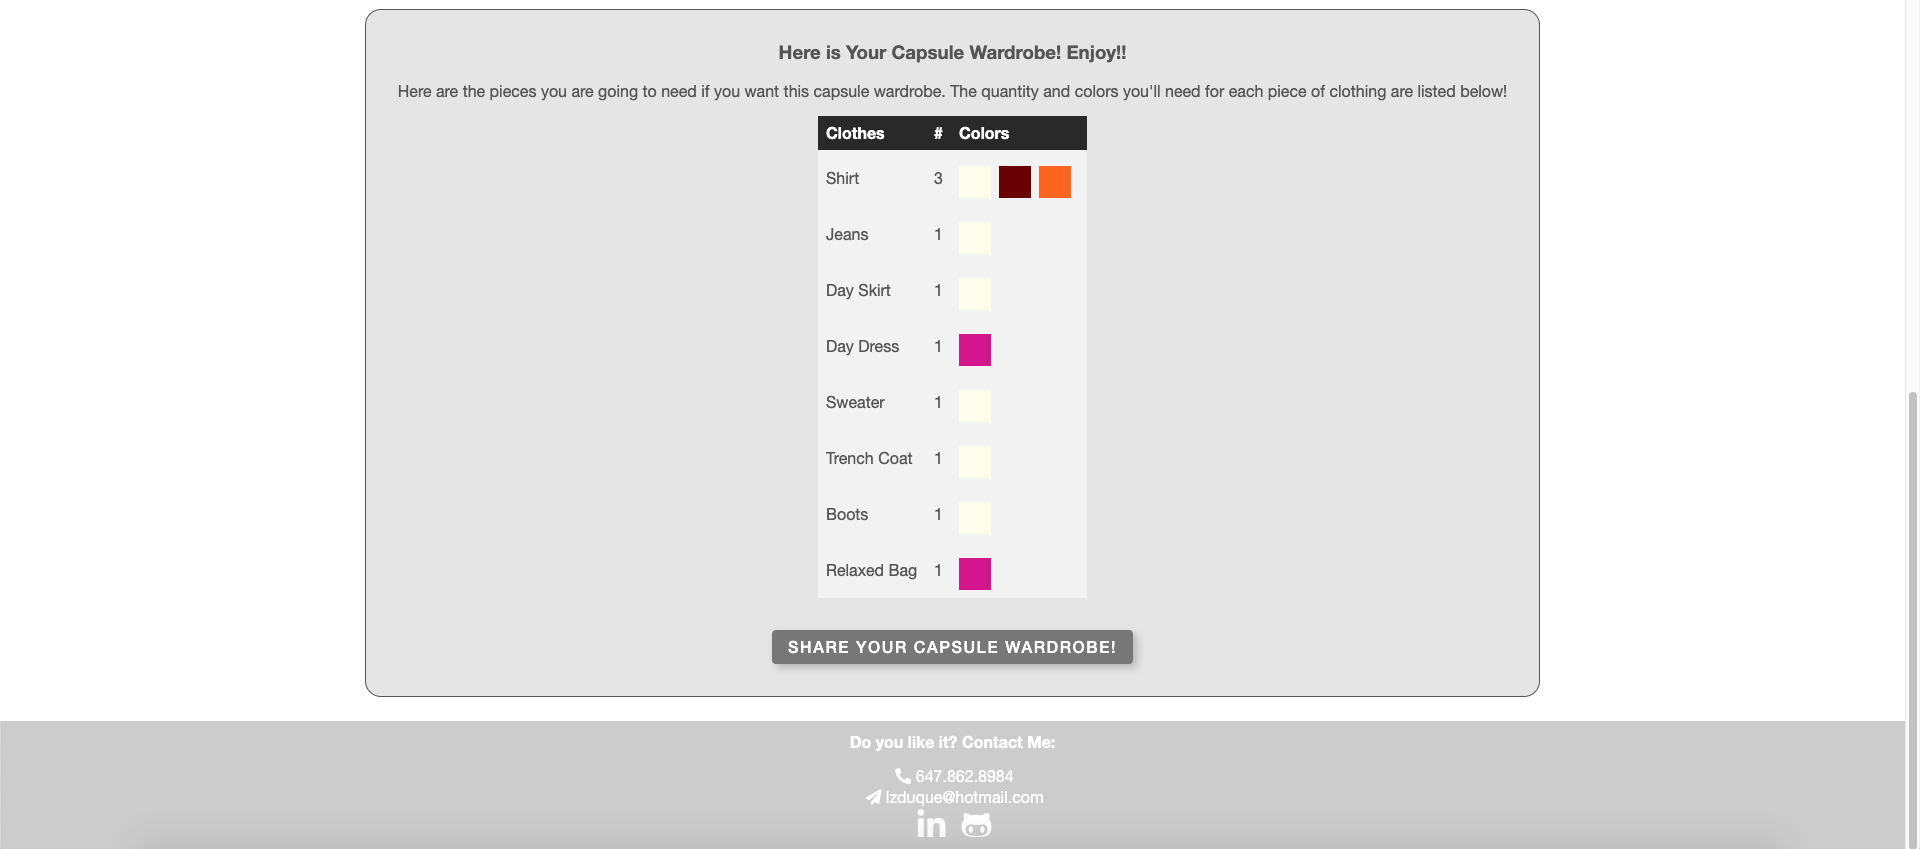 Here is Your Capsule Wardrobe! Enjoy!!
Here are the pieces you are going to need if you want this capsule wardrobe. The quantity and colors you'll need for each piece of clothing are listed below!
Clothes # Colors
Shirt 3
Jeans 1
Day Skirt 1
Day Dress 1
Sweater 1
Trench Coat 1
Boots 1
Relaxed Bag 1
SHARE YOUR CAPSULE WARDROBE!
Do you like it? Contact Me:
647.862.8984
lzduque@hotmail.com
in